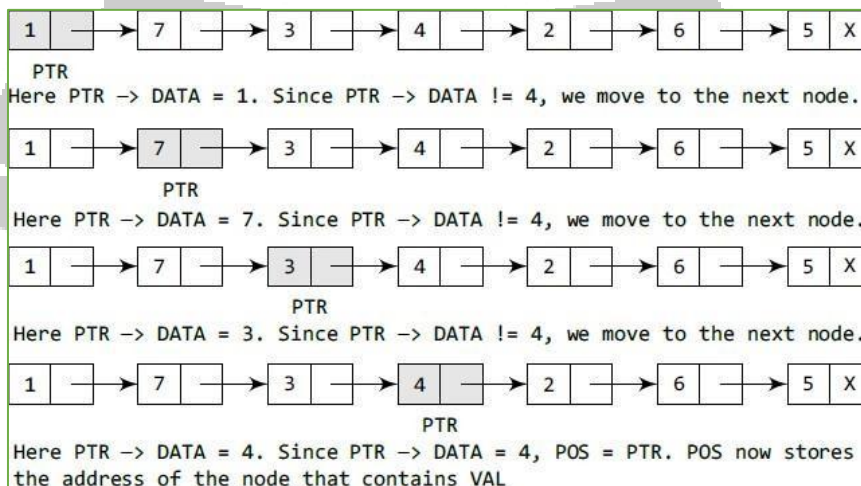 1 7 3 4 2 6 5 X
PTR
Here PTR —> DATA = 1. Since PTR —> DATA != 4, we move to the next node.
1 7 3 4 2 6 5 X
PTR
Here PTR —> DATA = 7. Since PTR —> DATA != 4, we move to the next node.
1 7 3 4 2 6 5 X
PTR
Here PTR —> DATA = 3. Since PTR —> DATA != 4, we move to the next node.
1 7 3 4 2 6 5 X
PTR
Here PTR —> DATA = 4. Since PTR —> DATA = 4, POS = PTR. POS now stores
the address of the node that contains VAL